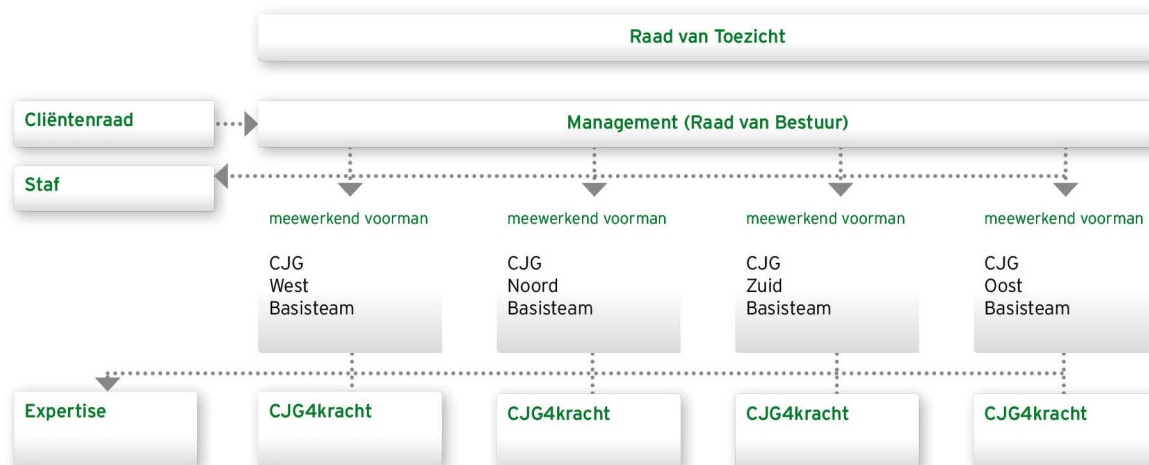 Raad van Toezicht
Cliëntenraad
Management (Raad van Bestuur)
Staf
meewerkend voorman
meewerkend voorman
meewerkend voorman
meewerkend voorman
CJG
West
Basisteam
CJG
Noord
Basisteam
CJG
Zuid
Basisteam
CJG
Oost
Basisteam
Expertise
CJG4kracht
CJG4kracht
CJG4kracht
CJG4kracht